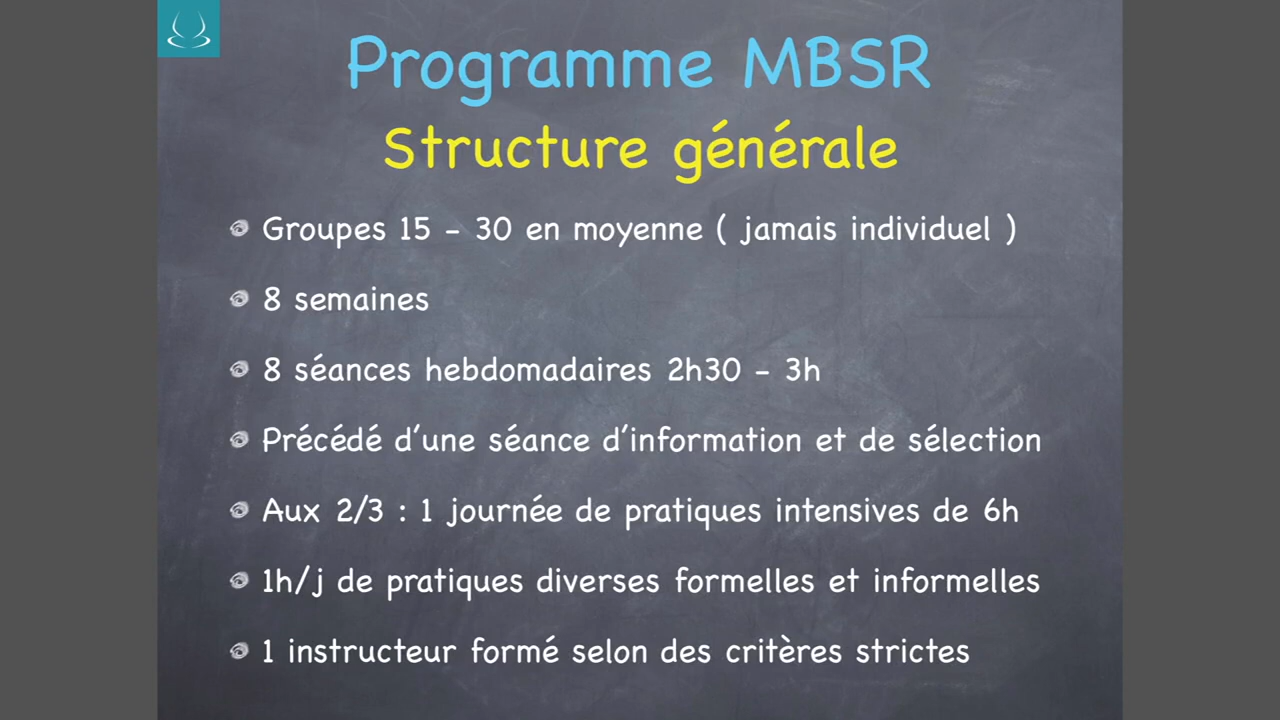 Programme MBSR
Structure générale
Groupes 15 - 30 en moyenne ( jamais individuel )
8 semaines
8 séances hebdomadaires 2h30 - 3h
Précédé d’une séance d’information et de sélection
Aux 2/3 : 1 journée de pratiques intensives de 6h
1h/j de pratiques diverses formelles et informelles
1 instructeur formé selon des critères strictes